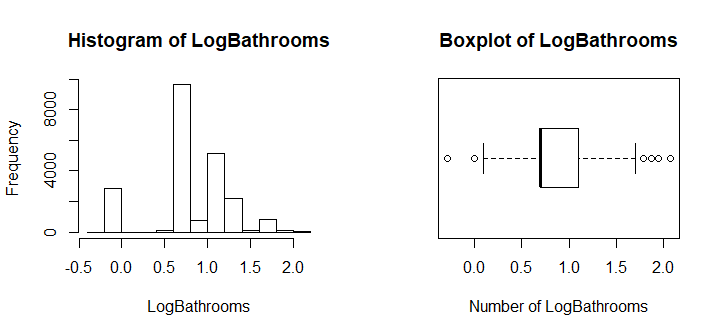 Histogram of LogBathrooms
Frequency
0
4000
8000
-0.5
0.0
0.5
1.0
1.5
2.0
LogBathrooms
Boxplot of LogBathrooms
0.0
0.5
1.0
1.5
2.0
Number of LogBathrooms